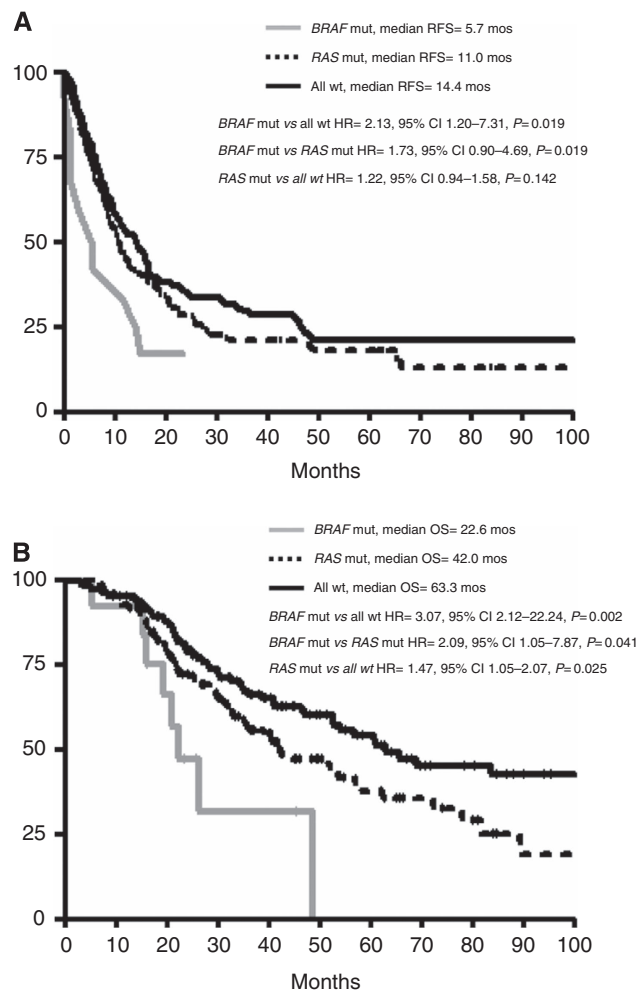 A
BRAF mut, median RFS= 5.7 mos
RAS mut, median RFS= 11.0 mos
All wt, median RFS= 14.4 mos
BRAF mut vs all wt HR= 2.13, 95% CI 1.20–7.31, P=0.019
BRAF mut vs RAS mut HR= 1.73, 95% CI 0.90–4.69, P=0.019
RAS mut vs all wt HR= 1.22, 95% CI 0.94–1.58, P=0.142
100
75
50
25
0
0 10 20 30 40 50 60 70 80 90 100
Months
B
BRAF mut, median OS= 22.6 mos
RAS mut, median OS= 42.0 mos
All wt, median OS= 63.3 mos
BRAF mut vs all wt HR= 3.07, 95% CI 2.12–22.24, P=0.002
BRAF mut vs RAS mut HR= 2.09, 95% CI 1.05–7.87, P=0.041
RAS mut vs all wt HR= 1.47, 95% CI 1.05–2.07, P=0.025
100
75
50
25
0
0 10 20 30 40 50 60 70 80 90 100
Months